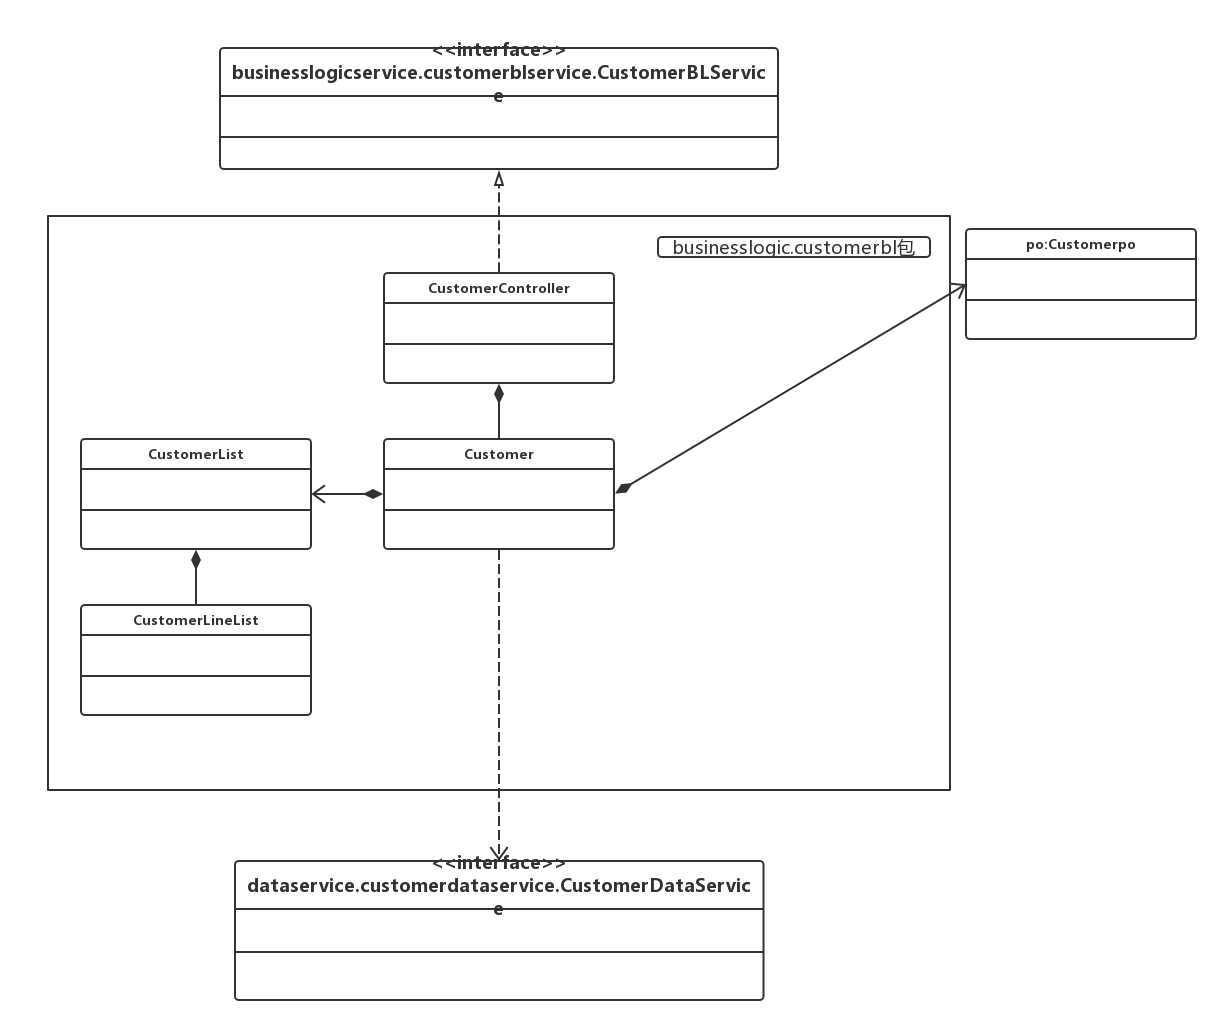 <<interface>>
businesslogicservice.customerblservice.CustomerBLServic
e
businesslogic.customerbl包
po:Customerpo
CustomerController
CustomerList
Customer
CustomerLineList
<<interface>>
dataservice.customerdataservice.CustomerDataServic
e